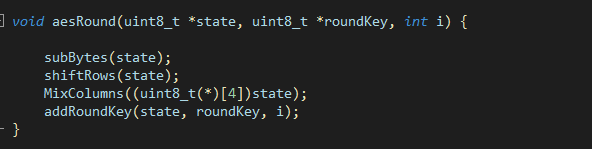 void aesRound(uint8_t *state, uint8_t *roundKey, int i) {
subBytes(state);
shiftRows(state);
MixColumns((uint8_t(*)[4])state);
addRoundKey(state, roundKey, i);
}